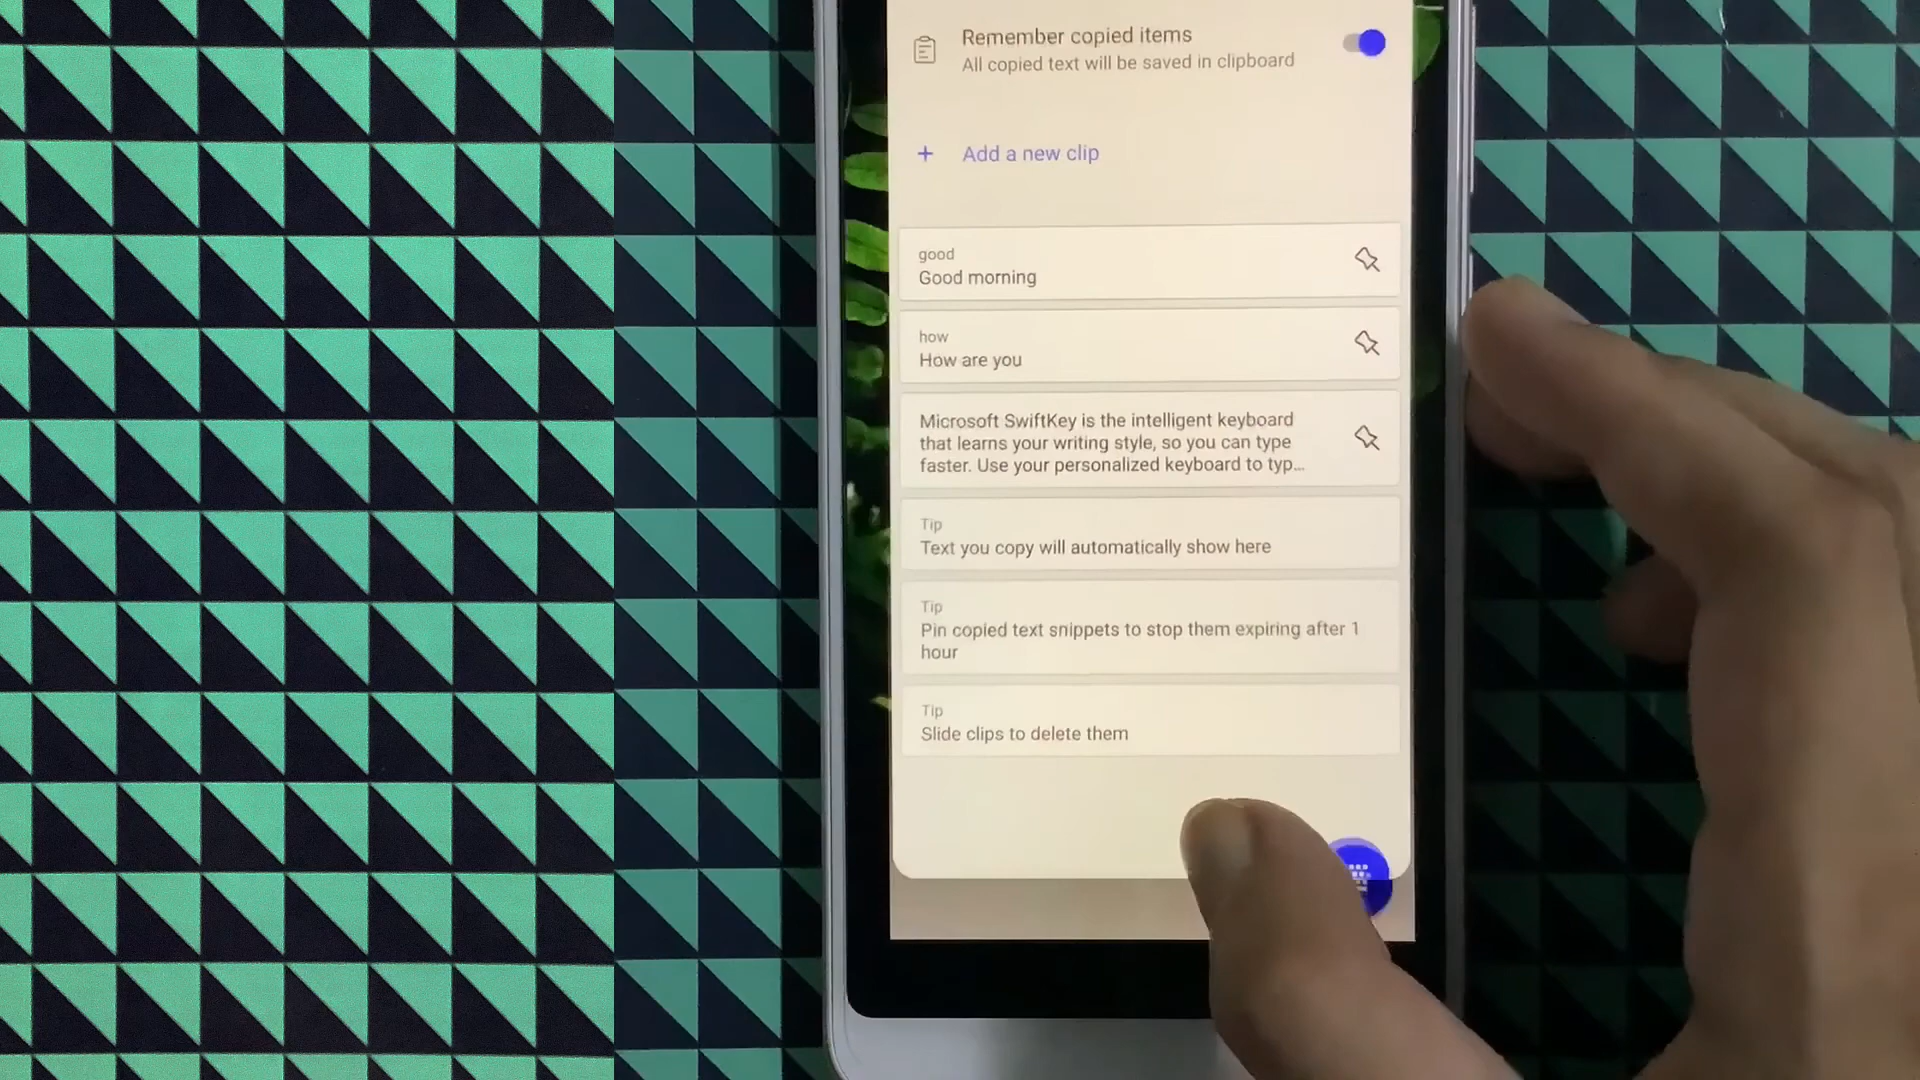 Remember copied items
All copied text will be saved in clipboard
+ Add a new clip
good
Good morning
how
How are you
Microsoft SwiftKey is the intelligent keyboard
that learns your writing style, so you can type
faster. Use your personalized keyboard to typ...
Tip
Text you copy will automatically show here
Tip
Pin copied text snippets to stop them expiring after 1
hour
Tip
Slide clips to delete them